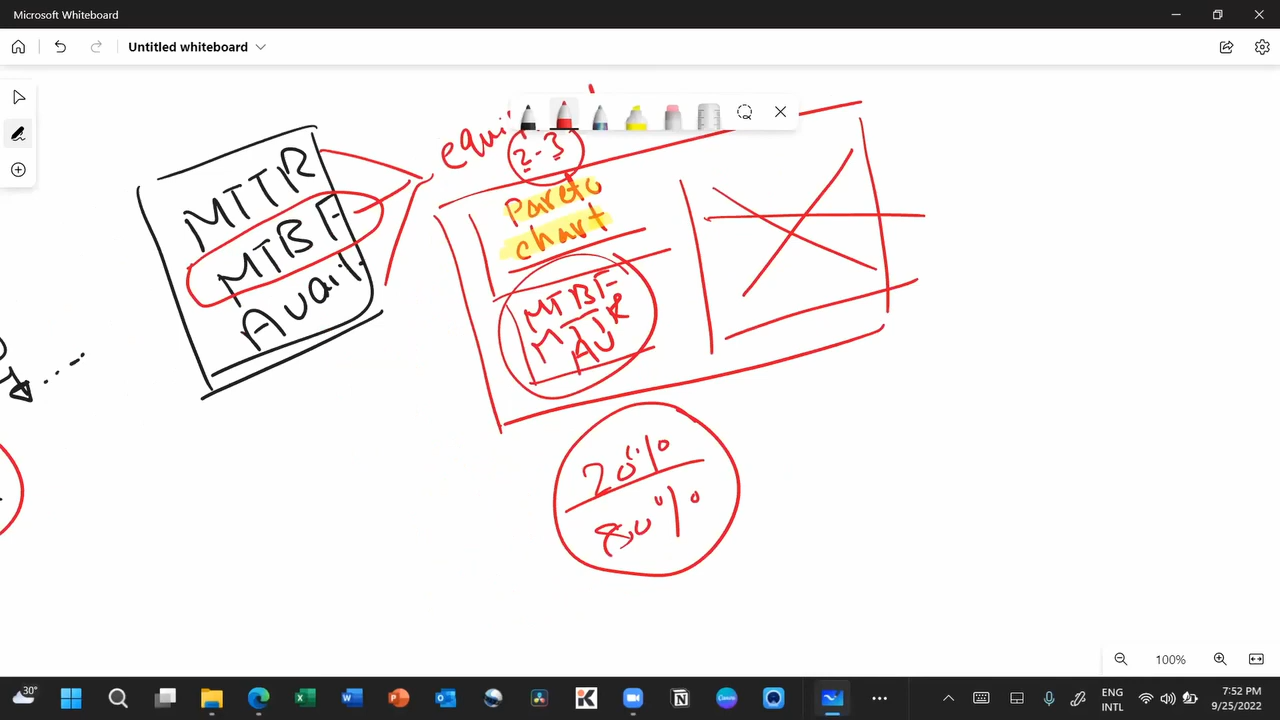 Microsoft Whiteboard
Untitled whiteboard
MTTR
MTBF
Avail
2-3
Pareto
chart
MTBF
MTTR
AV
20%
80%
100%
30°
ENG
INTL
7:52 PM
9/25/2022